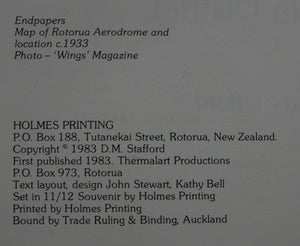 Endpapers
Map of Rotorua Aerodrome and
location c.1933
Photo – 'Wings' Magazine
HOLMES PRINTING
P.O. Box 188, Tutanekai Street, Rotorua, New Zealand.
Copyright © 1983 D.M. Stafford
First published 1983. Thermalart Productions
P.O. Box 973, Rotorua
Text layout, design John Stewart, Kathy Bell
Set in 11/12 Souvenir by Holmes Printing
Printed by Holmes Printing
Bound by Trade Ruling & Binding, Auckland